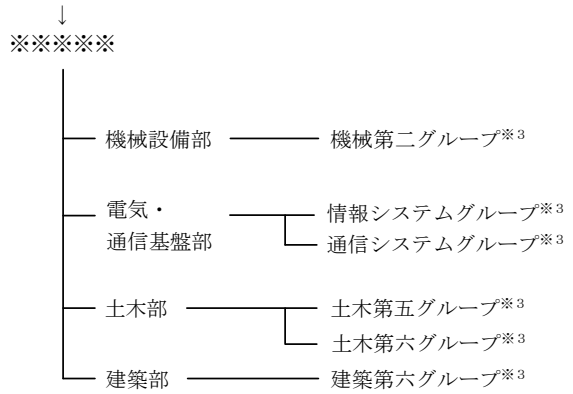 ↓
※※※※※
機械設備部 機械第二グループ※3
電気・ 情報システムグループ※3
通信基盤部 通信システムグループ※3
土木部 土木第五グループ※3
土木第六グループ※3
建築部 建築第六グループ※3